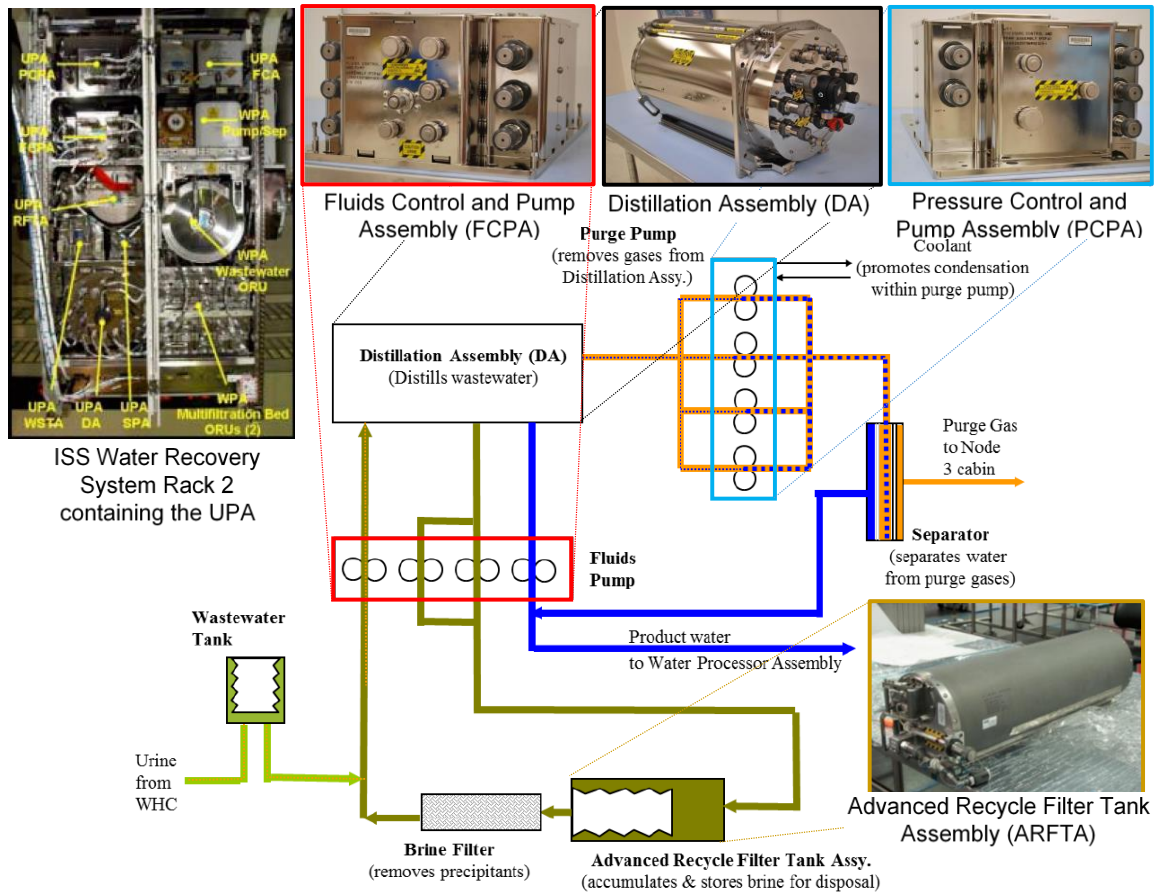 UPA
PCPA
UPA
FCA
WPA
Pump/Sep
UPA
FCPA
UPA
RFTA
WPA
Wastewater
ORU
WPA
Multifiltration Bed
ORUs (2)
UPA
WSTA
UPA
DA
UPA
SPA
ISS Water Recovery
System Rack 2
containing the UPA
Fluids Control and Pump
Assembly (FCPA)
Distillation Assembly (DA)
Pressure Control and
Pump Assembly (PCPA)
Purge Pump
(removes gases from
Distillation Assy.)
Coolant
(promotes condensation
within purge pump)
Distillation Assembly (DA)
(Distills wastewater)
Purge Gas
to Node
3 cabin
Separator
(separates water
from purge gases)
Fluids
Pump
Wastewater
Tank
Product water
to Water Processor Assembly
Urine
from
WHC
Brine Filter
(removes precipitants)
Advanced Recycle Filter Tank Assy.
(accumulates & stores brine for disposal)
Advanced Recycle Filter Tank
Assembly (ARFTA)